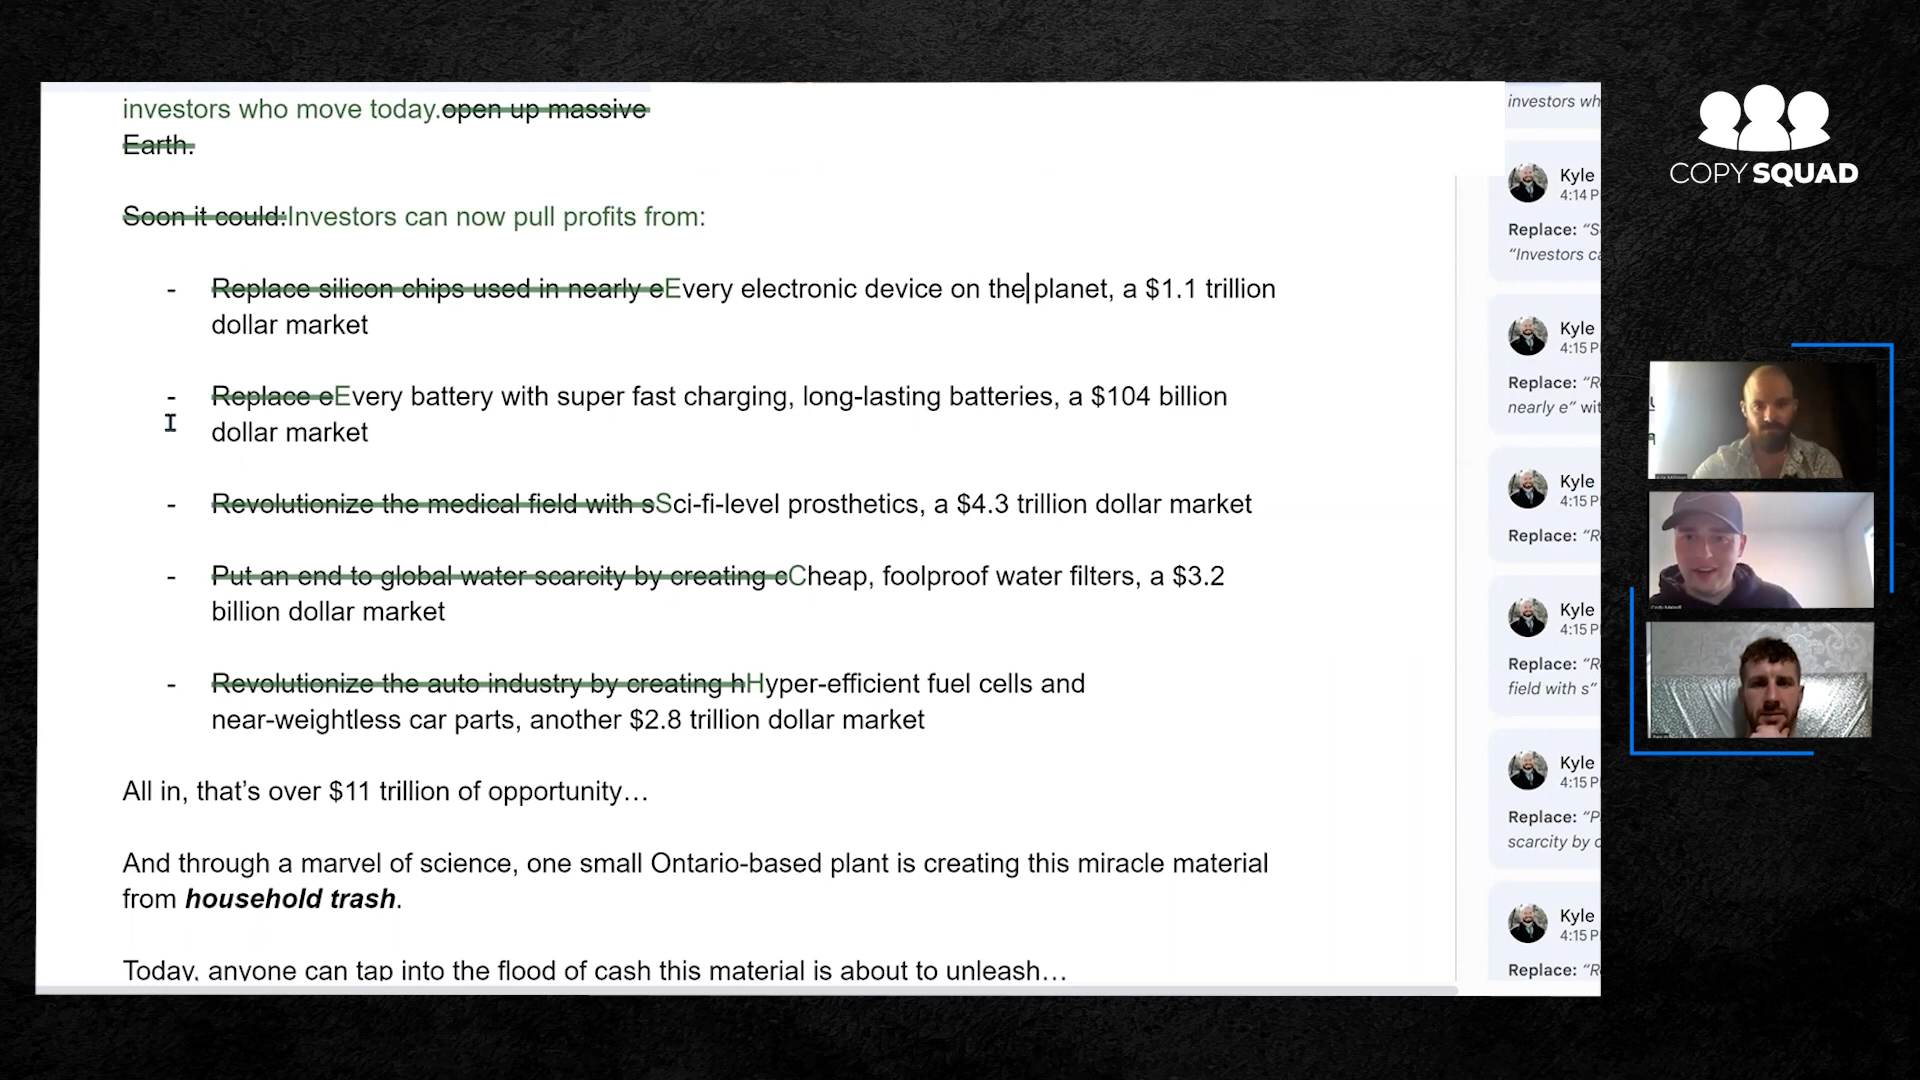 investors who move today.open up massive
Earth.
Soon it could:Investors can now pull profits from:
- Replace silicon chips used in nearly eEvery electronic device on the planet, a $1.1 trillion
dollar market
- Replace eEvery battery with super fast charging, long-lasting batteries, a $104 billion
dollar market
- Revolutionize the medical field with sSci-fi-level prosthetics, a $4.3 trillion dollar market
- Put an end to global water scarcity by creating cCheap, foolproof water filters, a $3.2
billion dollar market
- Revolutionize the auto industry by creating hHyper-efficient fuel cells and
near-weightless car parts, another $2.8 trillion dollar market
All in, that’s over $11 trillion of opportunity…
And through a marvel of science, one small Ontario-based plant is creating this miracle material
from household trash.
Today, anyone can tap into the flood of cash this material is about to unleash…
investors wh
Kyle
4:14 P
Replace: “S
“Investors ca
Kyle
4:15 P
Replace: “R
nearly e” wit
Kyle
4:15 P
Replace: “R
Kyle
4:15 P
Replace: “R
field with s”
Kyle
4:15 P
Replace: “P
scarcity by c
Kyle
4:15 P
Replace: “R
COPY SQUAD